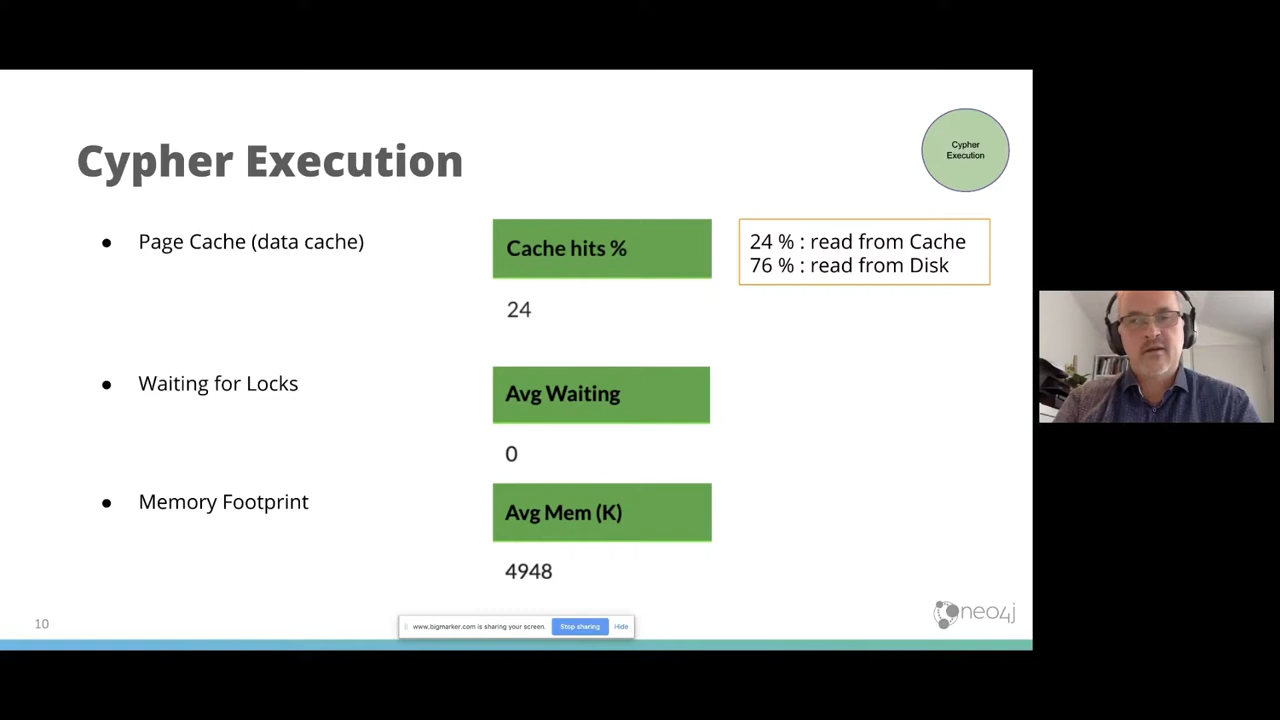 Cypher Execution
Cypher
Execution
● Page Cache (data cache)
Cache hits %
24 % : read from Cache
76 % : read from Disk
24
● Waiting for Locks
Avg Waiting
0
● Memory Footprint
Avg Mem (K)
4948
10
www.bigmarker.com is sharing your screen.
Stop sharing
Hide
neo4j